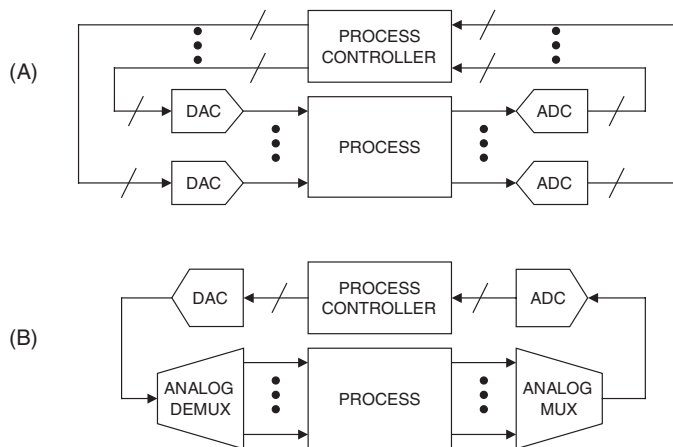 (A)
PROCESS
CONTROLLER
DAC
ADC
PROCESS
DAC
ADC
(B)
DAC
PROCESS
CONTROLLER
ADC
ANALOG
DEMUX
PROCESS
ANALOG
MUX